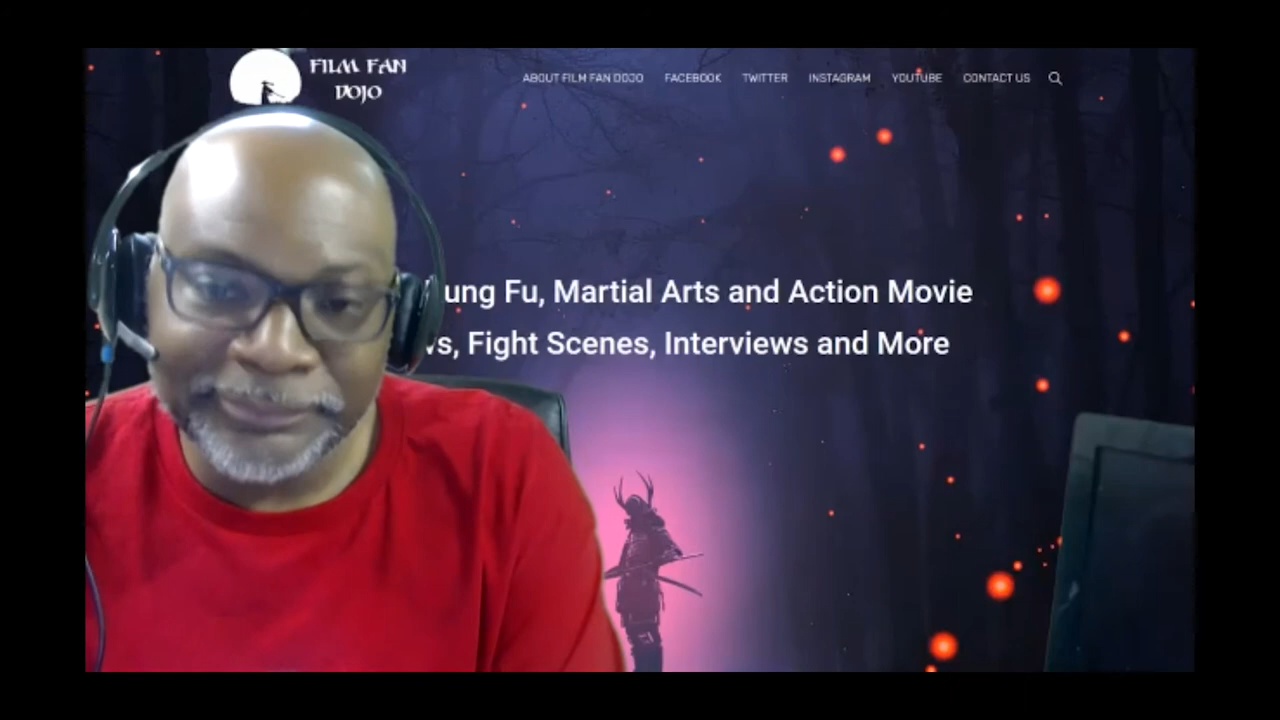 FILM FAN
DOJO
ABOUT FILM FAN DOJO FACEBOOK TWITTER INSTAGRAM YOUTUBE CONTACT US
ung Fu, Martial Arts and Action Movie
vs, Fight Scenes, Interviews and More